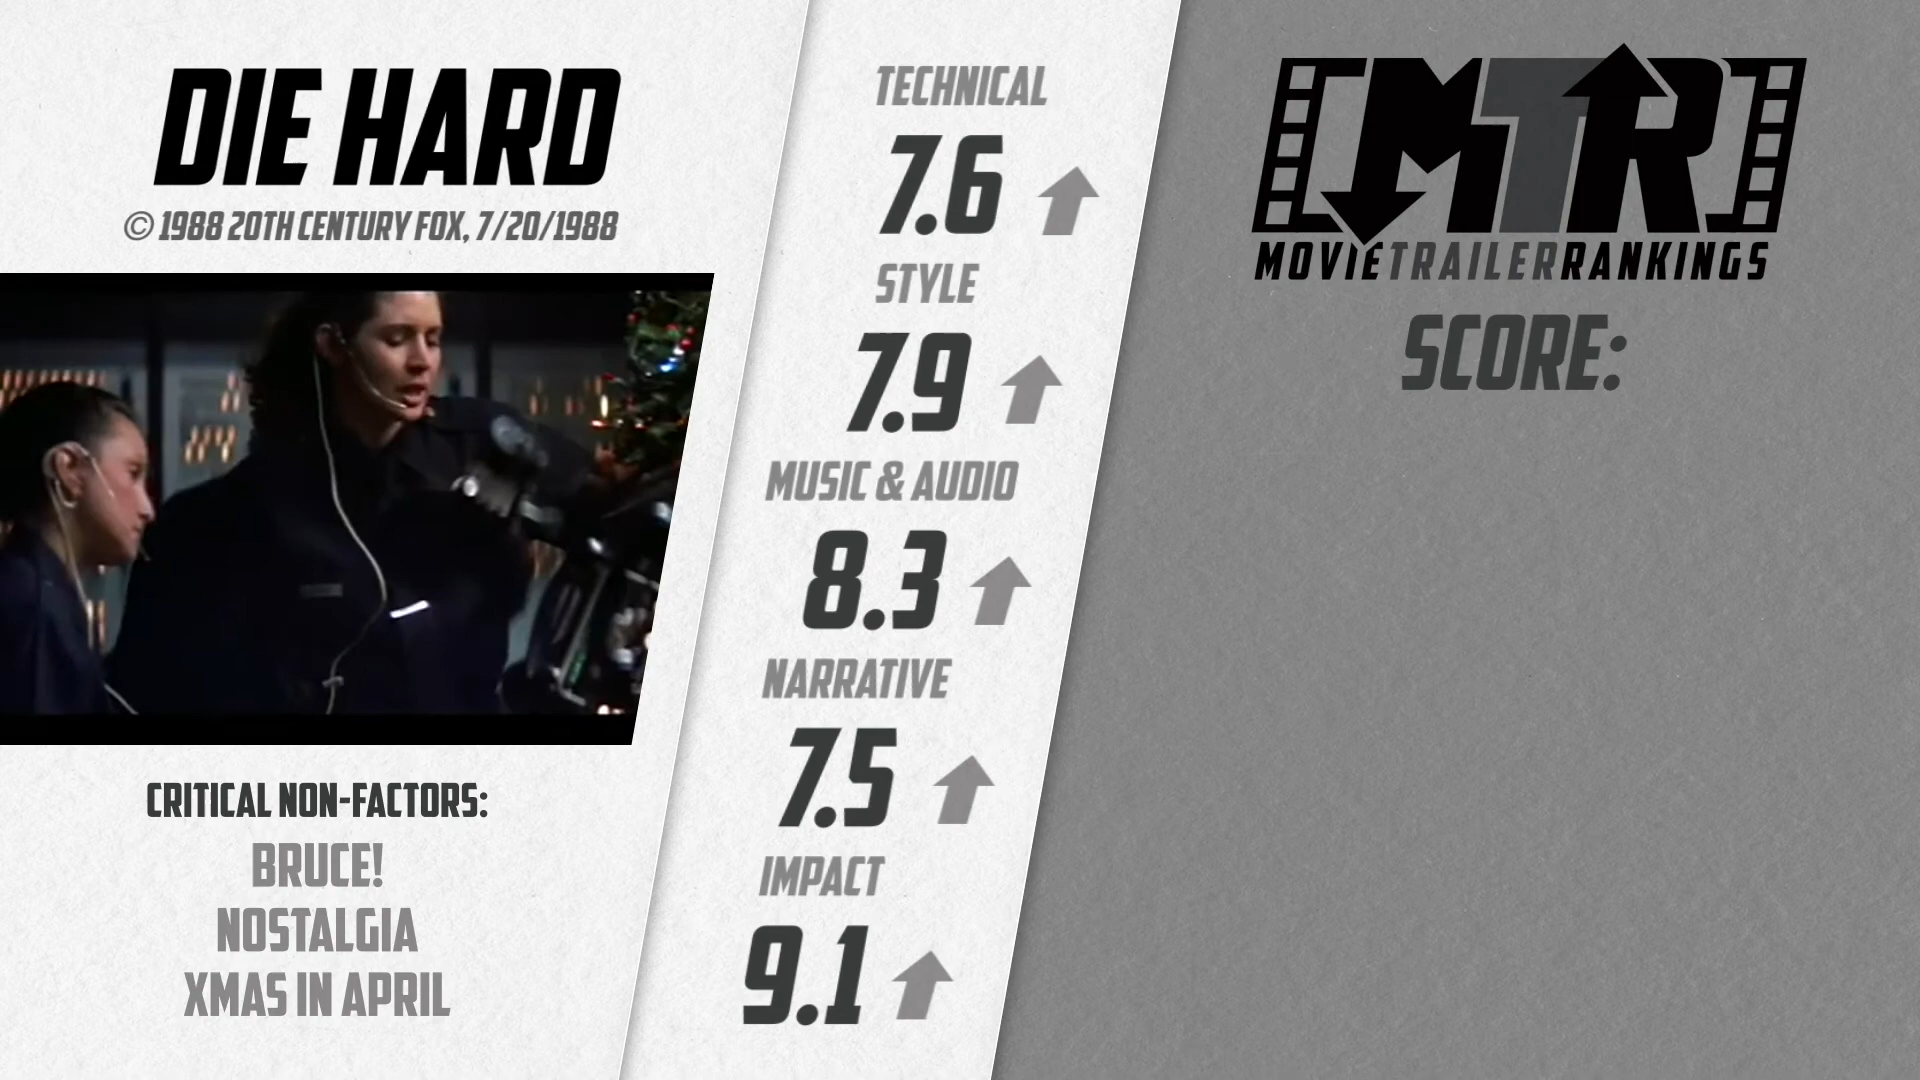 DIE HARD
© 1988 20TH CENTURY FOX, 7/20/1988
CRITICAL NON-FACTORS:
BRUCE!
NOSTALGIA
XMAS IN APRIL
TECHNICAL
7.6
STYLE
7.9
MUSIC & AUDIO
8.3
NARRATIVE
7.5
IMPACT
9.1
[MTR]
MOVIETRAILERRANKINGS
SCORE: